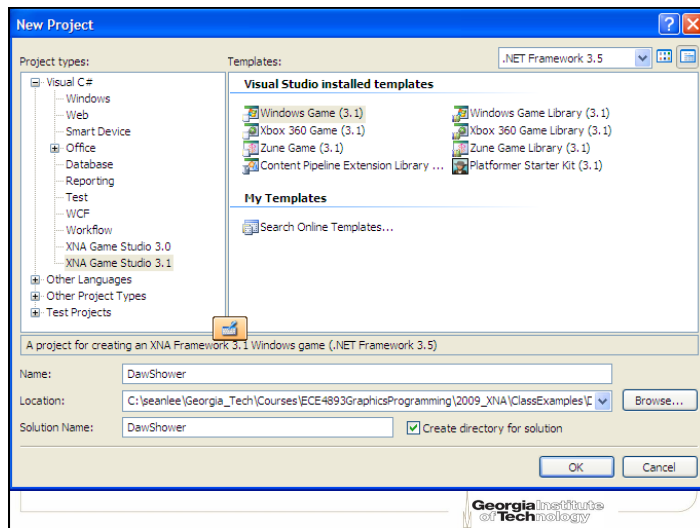 New Project
Project types:
Templates:
.NET Framework 3.5
Visual C#
Windows
Web
Smart Device
Office
Database
Reporting
Test
WCF
Workflow
XNA Game Studio 3.0
XNA Game Studio 3.1
Other Languages
Other Project Types
Test Projects
Visual Studio installed templates
Windows Game (3.1)
Windows Game Library (3.1)
Xbox 360 Game (3.1)
Xbox 360 Game Library (3.1)
Zune Game (3.1)
Zune Game Library (3.1)
Content Pipeline Extension Library ...
Platformer Starter Kit (3.1)
My Templates
Search Online Templates...
A project for creating an XNA Framework 3.1 Windows game (.NET Framework 3.5)
Name:
DawShower
Location:
C:\seanlee\Georgia_Tech\Courses\ECE4893GraphicsProgramming\2009_XNA\ClassExamples\D
Browse...
Solution Name:
DawShower
Create directory for solution
OK
Cancel
Georgia Institute
of Technology